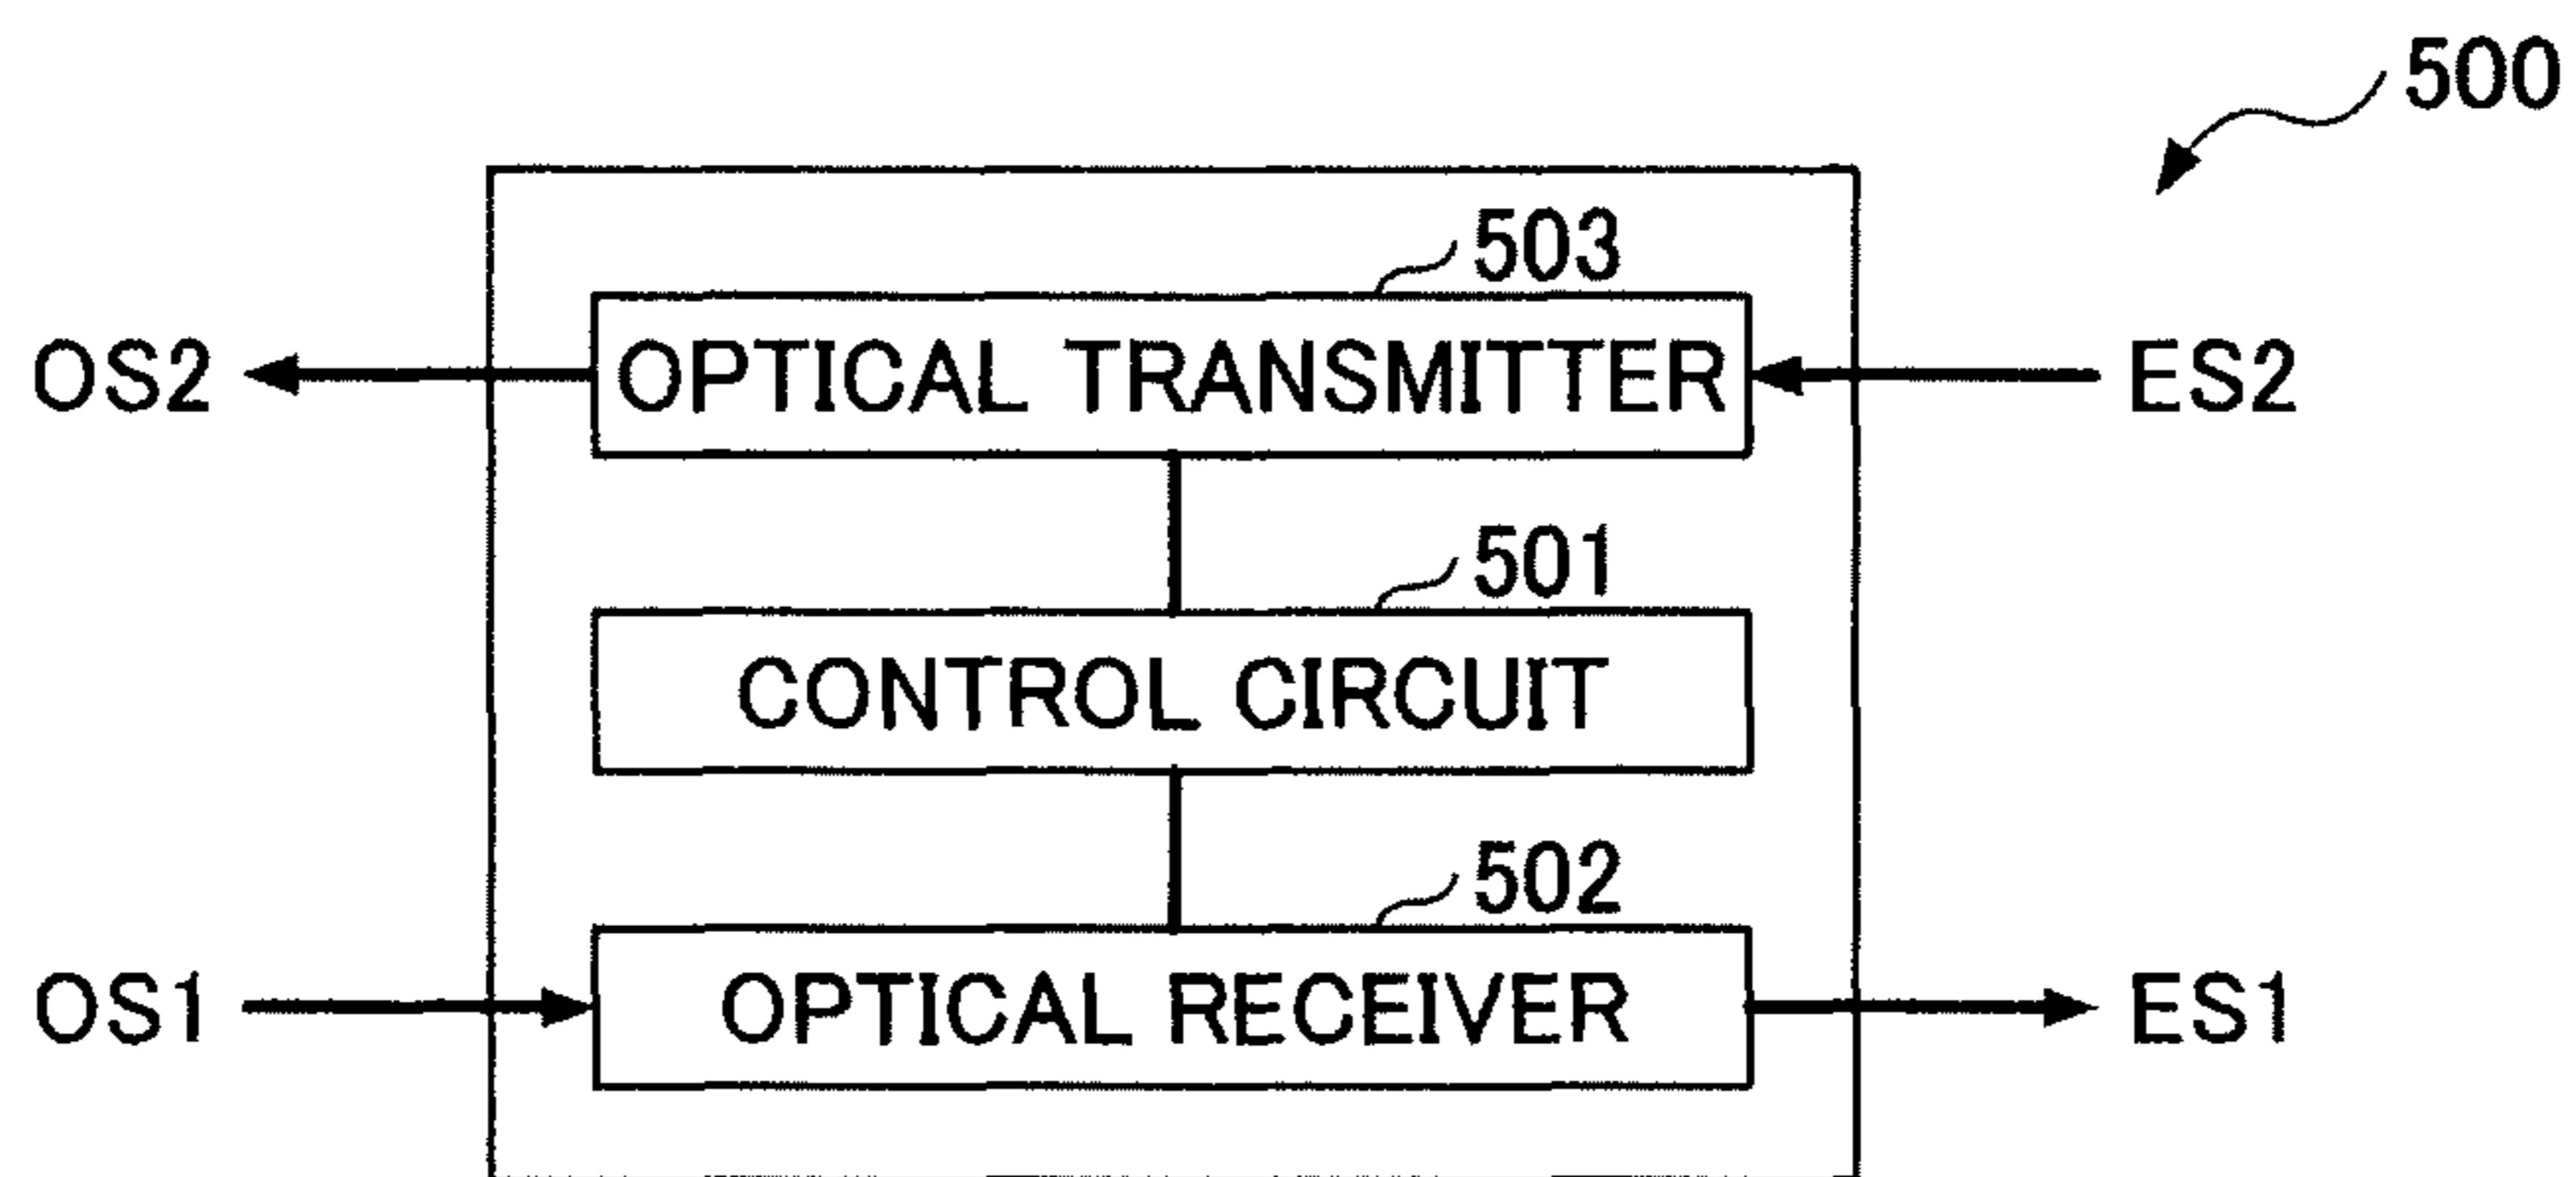 500
503
OS2 OPTICAL TRANSMITTER ES2
501
CONTROL CIRCUIT
502
OS1 OPTICAL RECEIVER ES1